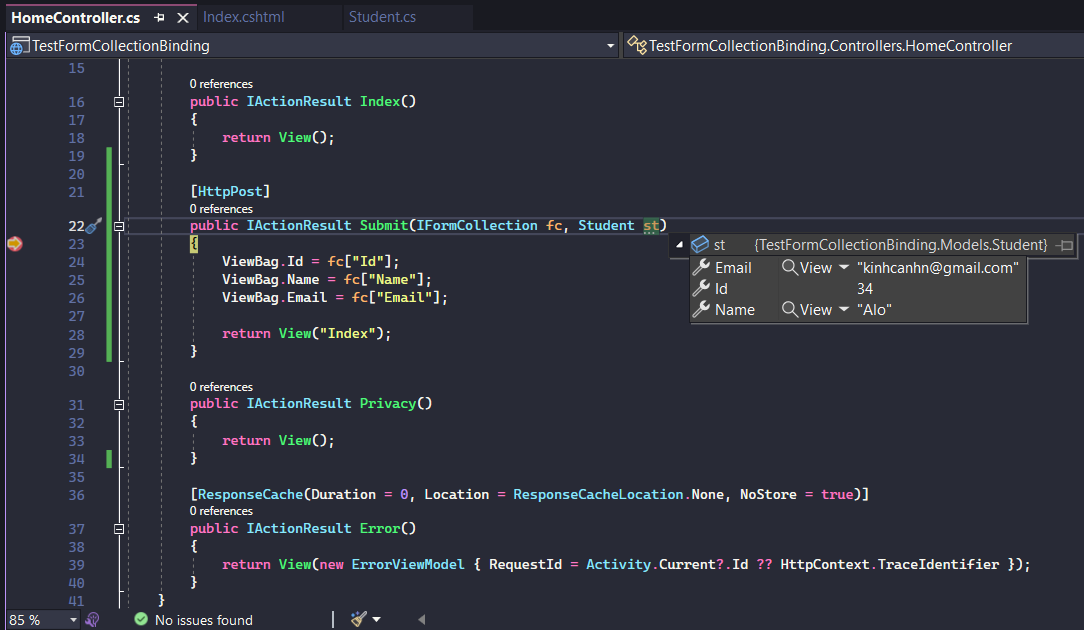 HomeController.cs Index.cshtml Student.cs
TestFormCollectionBinding TestFormCollectionBinding.Controllers.HomeController
15
0 references
16 public IActionResult Index()
17 {
18 return View();
19 }
20
21 [HttpPost]
0 references
22 public IActionResult Submit(IFormCollection fc, Student st)
23 {
st {TestFormCollectionBinding.Models.Student}
24 ViewBag.Id = fc["Id"];
Email View "kinhcanhn@gmail.com"
25 ViewBag.Name = fc["Name"];
Id 34
26 ViewBag.Email = fc["Email"];
Name View "Alo"
27
28 return View("Index");
29 }
30
0 references
31 public IActionResult Privacy()
32 {
33 return View();
34 }
35
36 [ResponseCache(Duration = 0, Location = ResponseCacheLocation.None, NoStore = true)]
0 references
37 public IActionResult Error()
38 {
39 return View(new ErrorViewModel { RequestId = Activity.Current?.Id ?? HttpContext.TraceIdentifier });
40 }
41 }
85 % No issues found